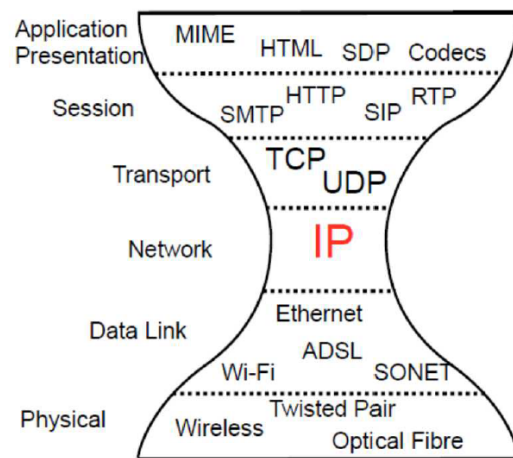 Application
Presentation
MIME
HTML
SDP
Codecs
Session
SMTP
HTTP
SIP
RTP
Transport
TCP
UDP
Network
IP
Data Link
Ethernet
ADSL
Wi-Fi
SONET
Physical
Twisted Pair
Wireless
Optical Fibre